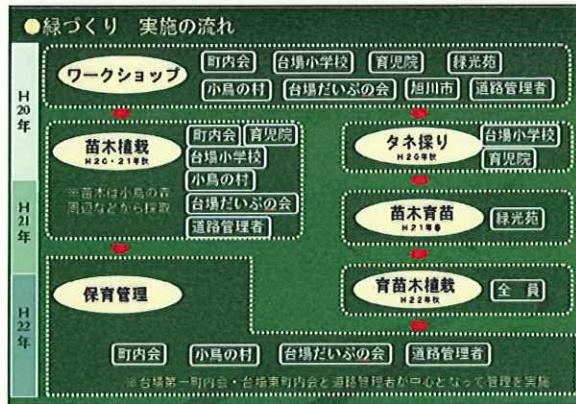 ●緑づくり 実施の流れ
H20年
ワークショップ
町内会 台場小学校 育児院 緑光苑
小鳥の村 台場だいぶの会 旭川市 道路管理者
苗木植栽
H20・21年秋
町内会 育児院
台場小学校
小鳥の村
台場だいぶの会
道路管理者
※苗木は小鳥の森
周辺などから採取
タネ採り
H20年秋
台場小学校
育児院
H21年
苗木育苗
H21年春
緑光苑
H22年
保育管理
育苗木植栽
H22年秋
全員
町内会 小鳥の村 台場だいぶの会 道路管理者
※台場第一町内会・台場東町内会と道路管理者が中心となって管理を実施